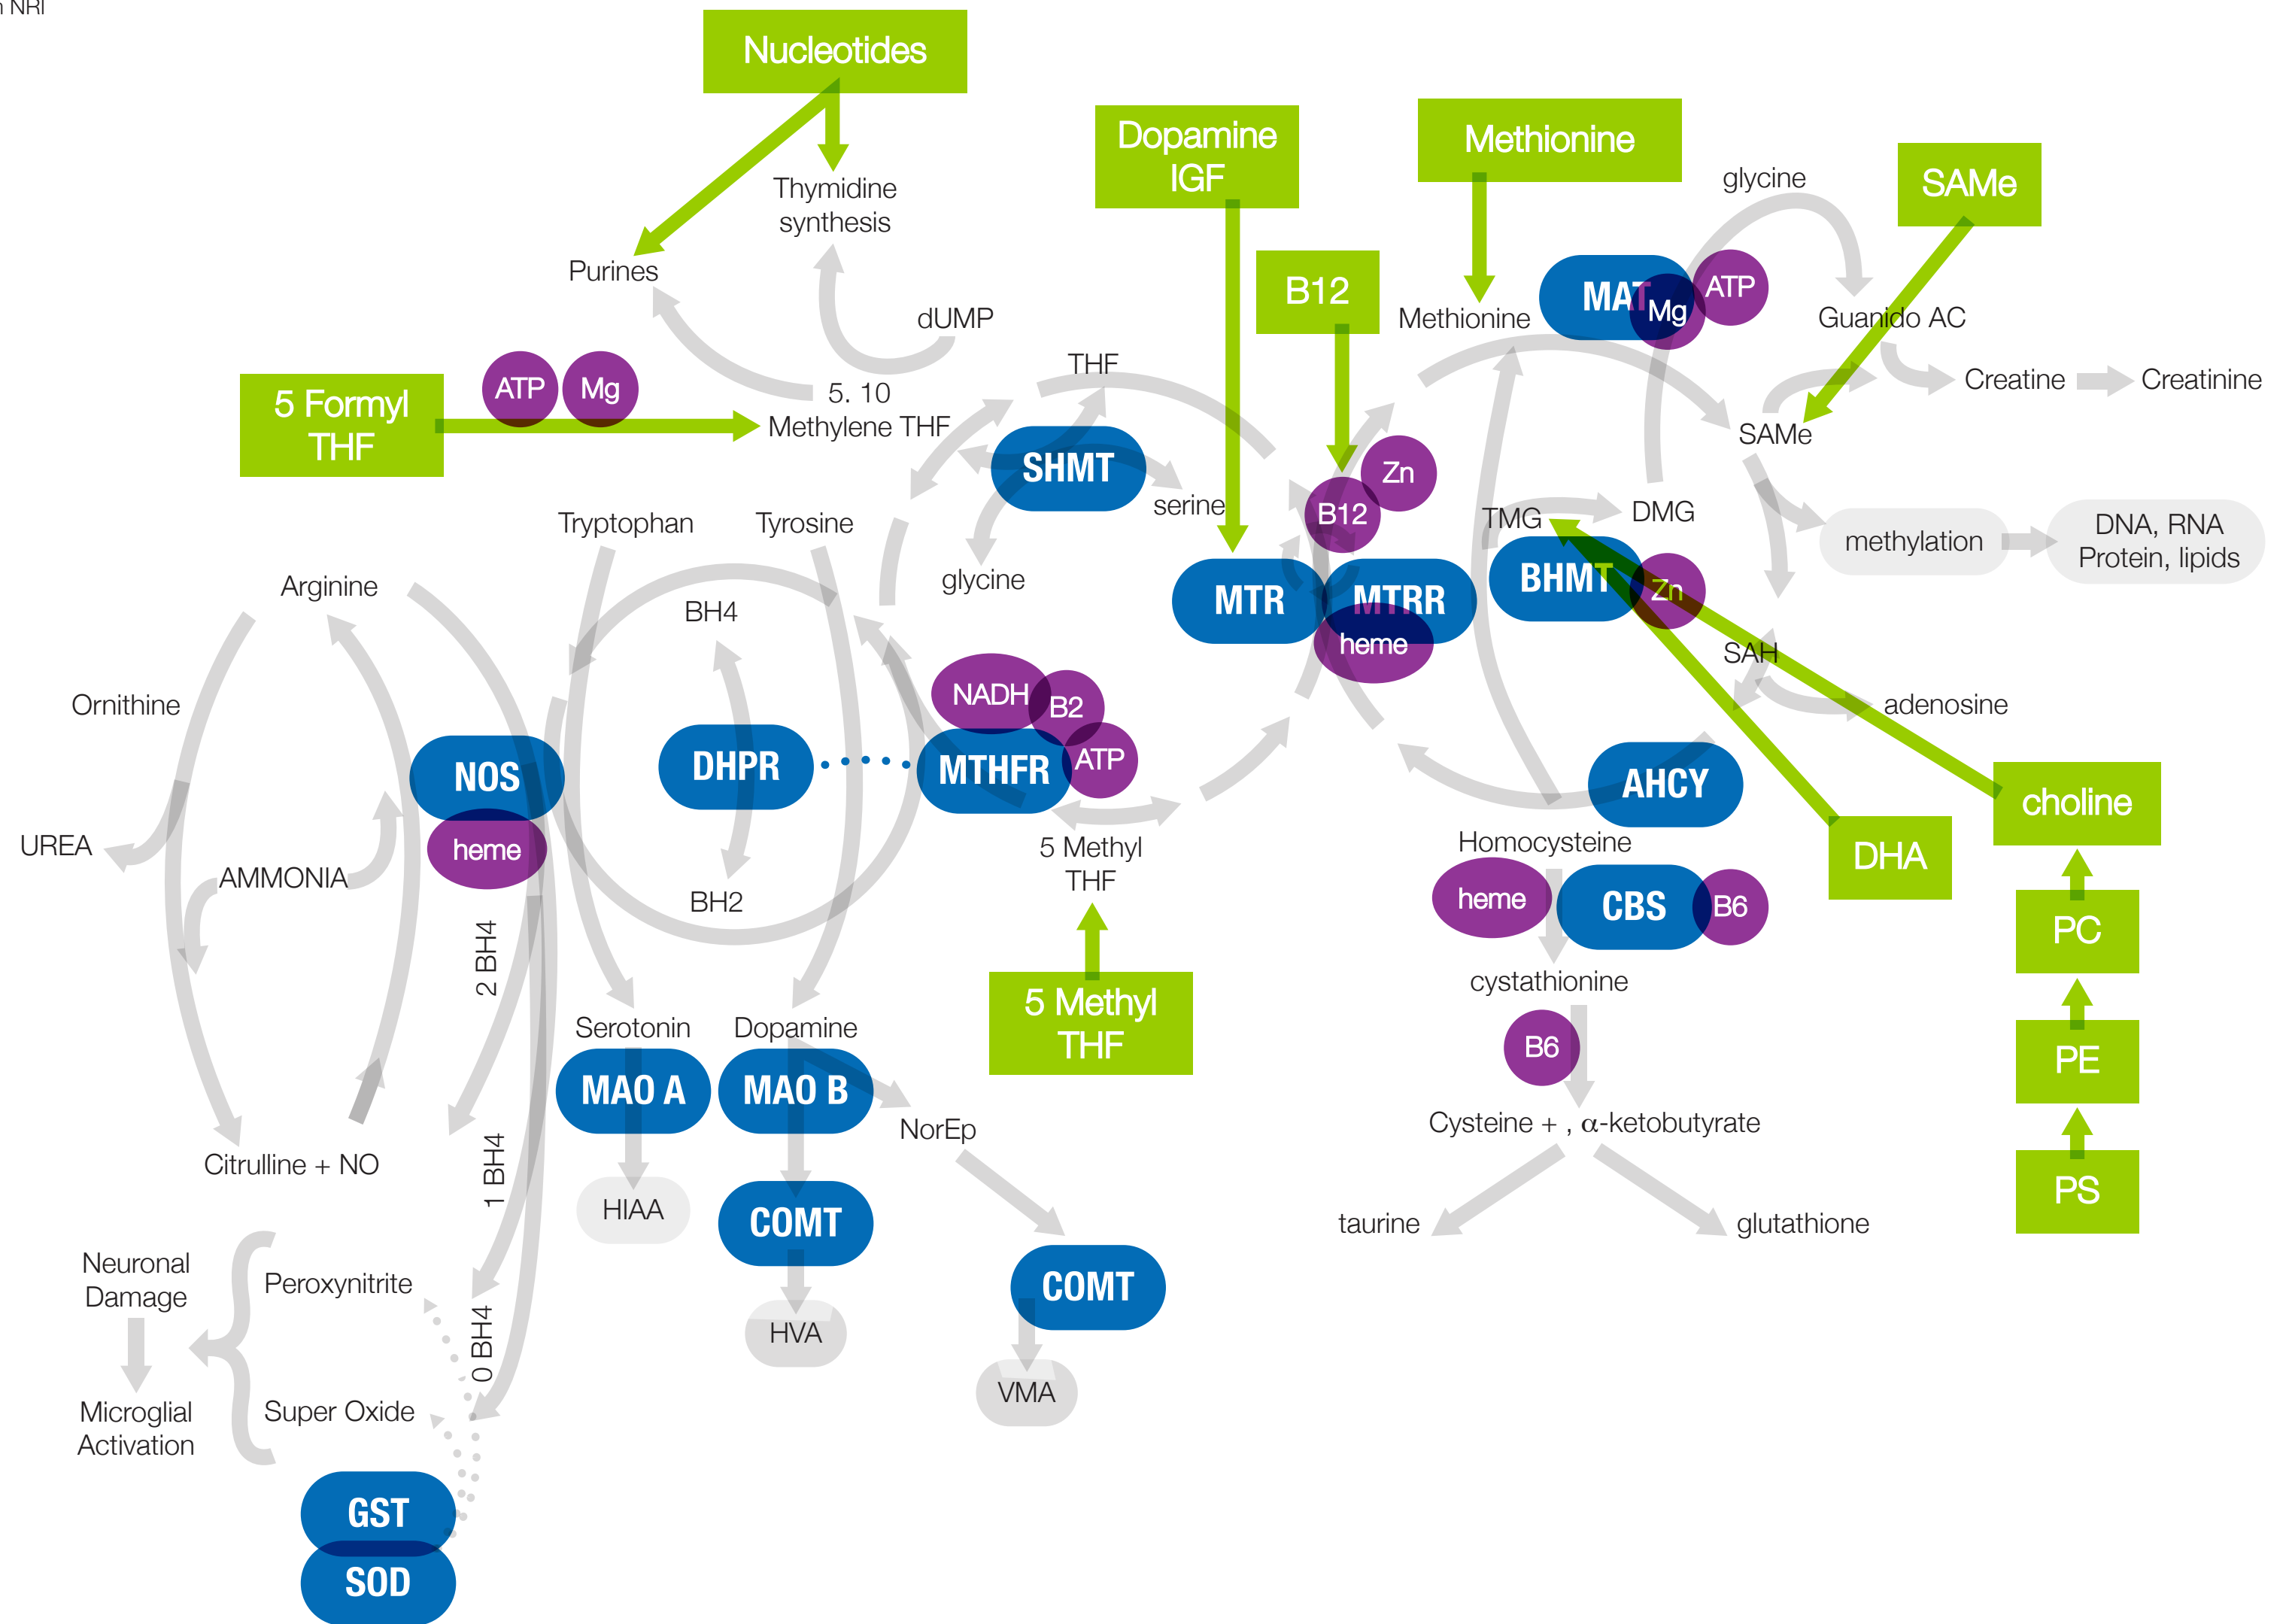 NRI
Nucleotides
Dopamine
IGF
Methionine
SAMe
glycine
Thymidine
synthesis
Purines
B12
MAT
Mg
ATP
dUMP
Methionine
Guanido AC
THF
ATP
Mg
5 Formyl
THF
5. 10
Methylene THF
Creatine
Creatinine
SAMe
SHMT
Zn
B12
serine
TMG
DMG
Tryptophan
Tyrosine
methylation
DNA, RNA
Protein, lipids
glycine
Arginine
BH4
MTR
MTRR
heme
BHMT
Zn
SAH
Ornithine
NADH
B2
adenosine
NOS
heme
DHPR
MTHFR
ATP
AHCY
choline
UREA
AMMONIA
5 Methyl
THF
Homocysteine
DHA
BH2
heme
CBS
B6
PC
2 BH4
cystathionine
5 Methyl
THF
Serotonin
Dopamine
B6
PE
MAO A
MAO B
NorEp
Cysteine + , α-ketobutyrate
Citrulline + NO
1 BH4
PS
HIAA
COMT
taurine
glutathione
Neuronal
Damage
Peroxynitrite
COMT
0 BH4
HVA
VMA
Microglial
Activation
Super Oxide
GST
SOD